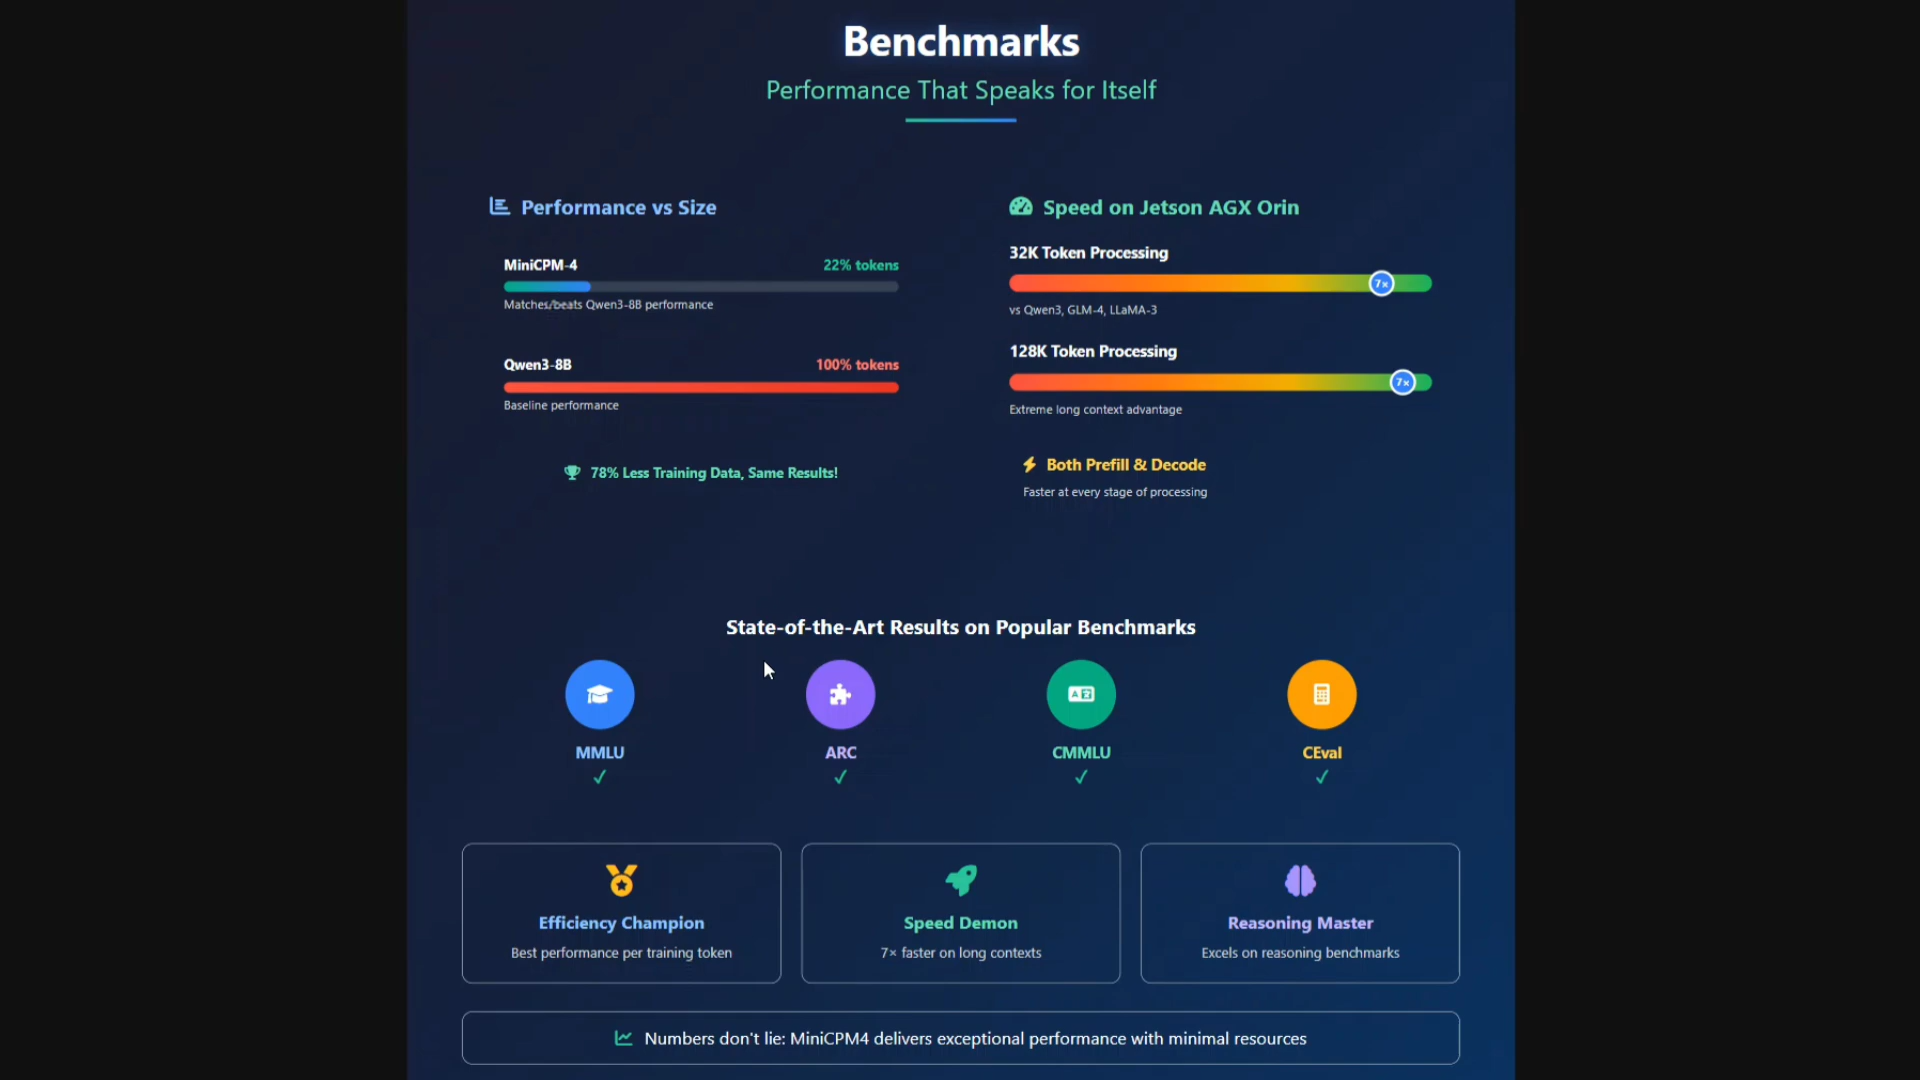 Benchmarks
Performance That Speaks for Itself
Performance vs Size
MiniCPM-4
22% tokens
Matches/beats Qwen3-8B performance
Qwen3-8B
100% tokens
Baseline performance
78% Less Training Data, Same Results!
Speed on Jetson AGX Orin
32K Token Processing
7×
vs Qwen3, GLM-4, LLaMA-3
128K Token Processing
7×
Extreme long context advantage
Both Prefill & Decode
Faster at every stage of processing
State-of-the-Art Results on Popular Benchmarks
MMLU
✓
ARC
✓
CMMLU
✓
CEval
✓
Efficiency Champion
Best performance per training token
Speed Demon
7× faster on long contexts
Reasoning Master
Excels on reasoning benchmarks
Numbers don't lie: MiniCPM4 delivers exceptional performance with minimal resources